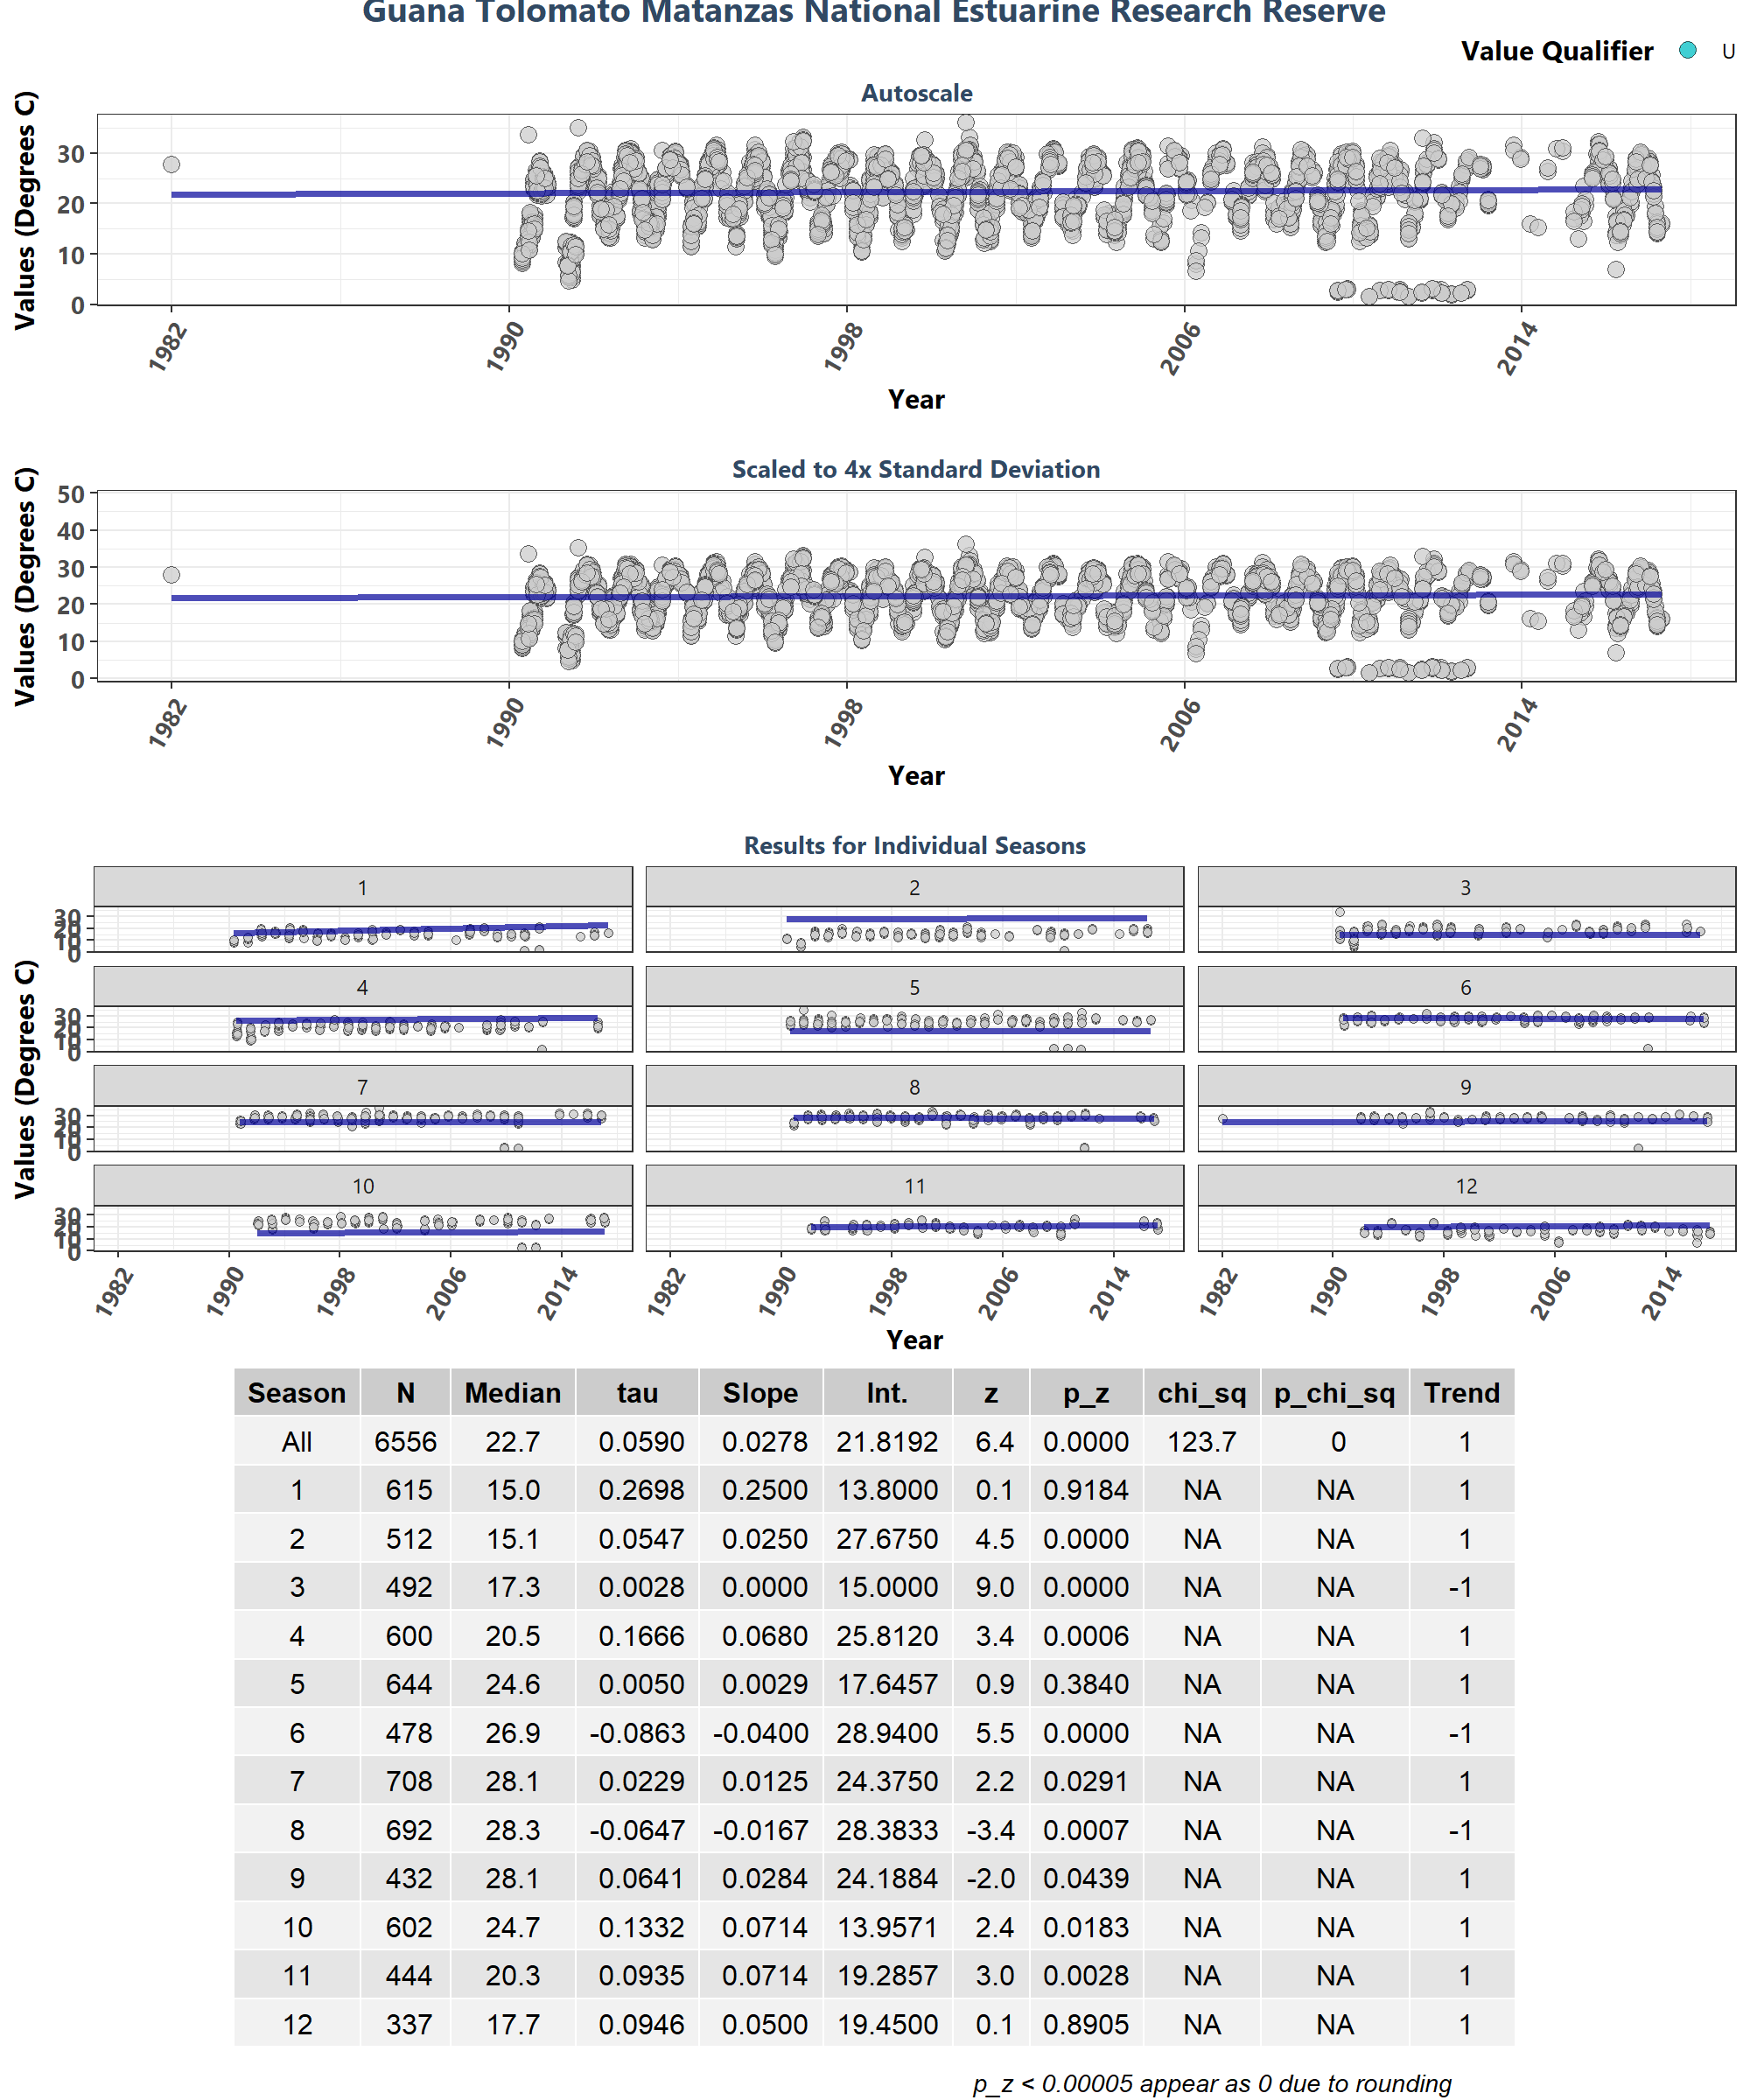 Guana Tolomato Matanzas National Estuarine Research Reserve
Value Qualifier U
Autoscale
Values (Degrees C)
30
20
10
0
1982 1990 1998 2006 2014
Year
Scaled to 4x Standard Deviation
Values (Degrees C)
50
40
30
20
10
0
1982 1990 1998 2006 2014
Year
Results for Individual Seasons
Values (Degrees C)
1 2 3
30
20
10
0
4 5 6
30
20
10
0
7 8 9
30
20
10
0
10 11 12
30
20
10
0
1982 1990 1998 2006 2014 1982 1990 1998 2006 2014 1982 1990 1998 2006 2014
Year
Season N Median tau Slope Int. z p_z chi_sq p_chi_sq Trend
All 6556 22.7 0.0590 0.0278 21.8192 6.4 0.0000 123.7 0 1
1 615 15.0 0.2698 0.2500 13.8000 0.1 0.9184 NA NA 1
2 512 15.1 0.0547 0.0250 27.6750 4.5 0.0000 NA NA 1
3 492 17.3 0.0028 0.0000 15.0000 9.0 0.0000 NA NA -1
4 600 20.5 0.1666 0.0680 25.8120 3.4 0.0006 NA NA 1
5 644 24.6 0.0050 0.0029 17.6457 0.9 0.3840 NA NA 1
6 478 26.9 -0.0863 -0.0400 28.9400 5.5 0.0000 NA NA -1
7 708 28.1 0.0229 0.0125 24.3750 2.2 0.0291 NA NA 1
8 692 28.3 -0.0647 -0.0167 28.3833 -3.4 0.0007 NA NA -1
9 432 28.1 0.0641 0.0284 24.1884 -2.0 0.0439 NA NA 1
10 602 24.7 0.1332 0.0714 13.9571 2.4 0.0183 NA NA 1
11 444 20.3 0.0935 0.0714 19.2857 3.0 0.0028 NA NA 1
12 337 17.7 0.0946 0.0500 19.4500 0.1 0.8905 NA NA 1
p_z < 0.00005 appear as 0 due to rounding